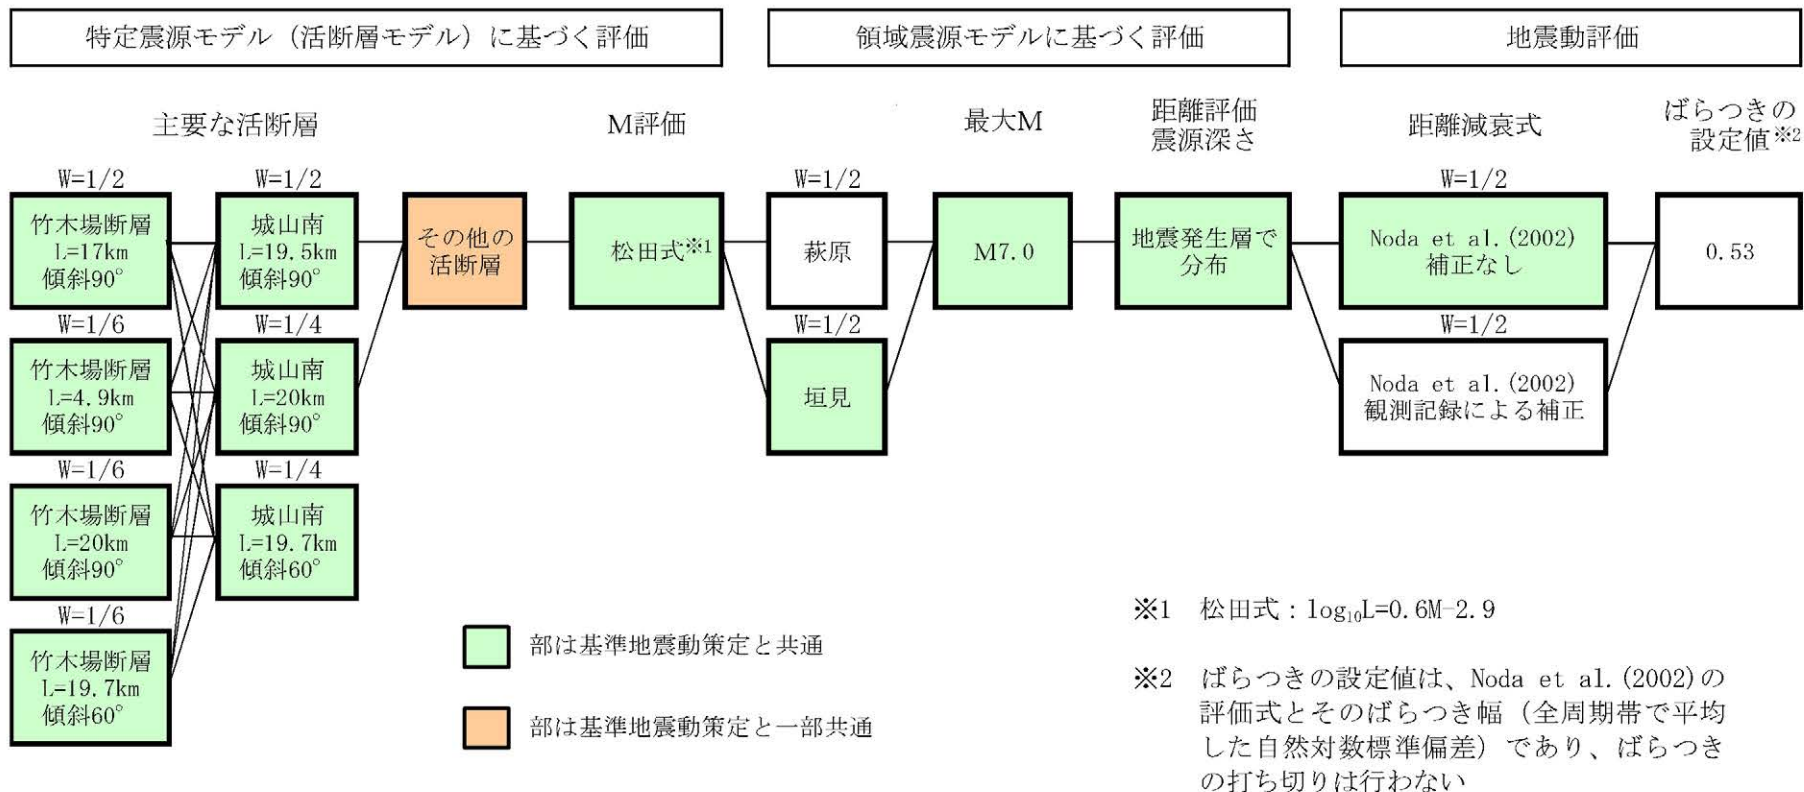 特定震源モデル（活断層モデル）に基づく評価
領域震源モデルに基づく評価
地震動評価
主要な活断層
M評価
最大M
距離評価
震源深さ
距離減衰式
ばらつきの
設定値※2
W=1/2
竹木場断層
L=17km
傾斜90°
W=1/6
竹木場断層
L=4.9km
傾斜90°
W=1/6
竹木場断層
L=20km
傾斜90°
W=1/6
竹木場断層
L=19.7km
傾斜60°
W=1/2
城山南
L=19.5km
傾斜90°
W=1/4
城山南
L=20km
傾斜90°
W=1/4
城山南
L=19.7km
傾斜60°
その他の
活断層
松田式※1
W=1/2
萩原
W=1/2
垣見
M7.0
地震発生層で
分布
W=1/2
Noda et al.(2002)
補正なし
W=1/2
Noda et al.(2002)
観測記録による補正
0.53
部は基準地震動策定と共通
部は基準地震動策定と一部共通
※1 松田式：log₁₀L=0.6M-2.9
※2 ばらつきの設定値は、Noda et al.(2002)の
評価式とそのばらつき幅（全周期帯で平均
した自然対数標準偏差）であり、ばらつき
の打ち切りは行わない